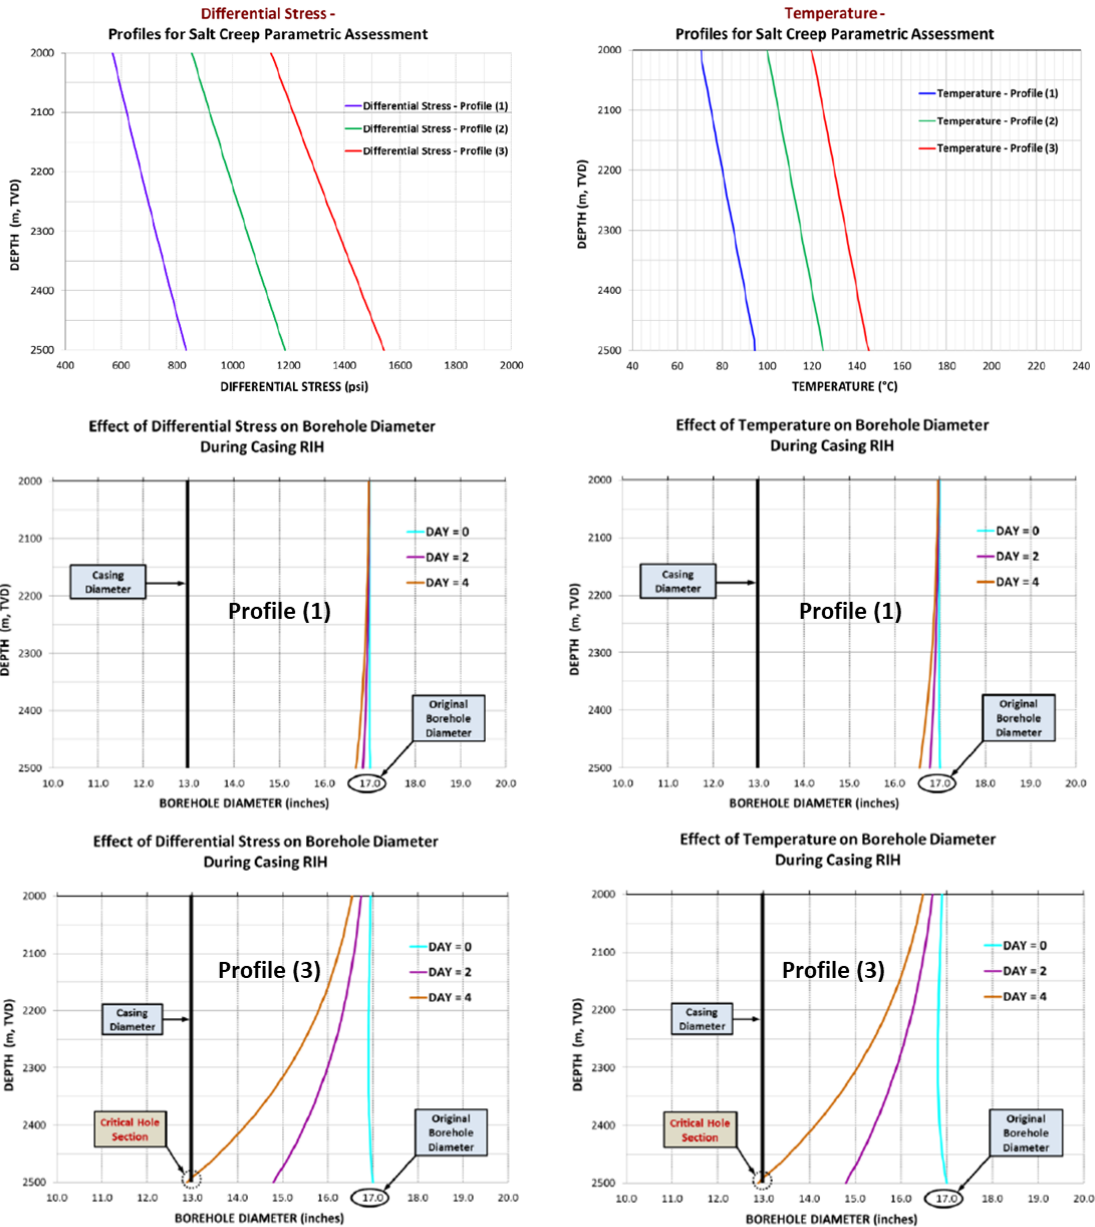 Differential Stress -
Profiles for Salt Creep Parametric Assessment
2000
2100
2200
2300
2400
2500
DEPTH (m, TVD)
Differential Stress - Profile (1)
Differential Stress - Profile (2)
Differential Stress - Profile (3)
400 600 800 1000 1200 1400 1600 1800 2000
DIFFERENTIAL STRESS (psi)
Temperature -
Profiles for Salt Creep Parametric Assessment
2000
2100
2200
2300
2400
2500
DEPTH (m, TVD)
Temperature - Profile (1)
Temperature - Profile (2)
Temperature - Profile (3)
40 60 80 100 120 140 160 180 200 220 240
TEMPERATURE (°C)
Effect of Differential Stress on Borehole Diameter
During Casing RIH
2000
2100
2200
2300
2400
2500
DEPTH (m, TVD)
DAY = 0
DAY = 2
DAY = 4
Casing
Diameter
Profile (1)
Original
Borehole
Diameter
10.0 11.0 12.0 13.0 14.0 15.0 16.0 17.0 18.0 19.0 20.0
BOREHOLE DIAMETER (inches)
Effect of Temperature on Borehole Diameter
During Casing RIH
2000
2100
2200
2300
2400
2500
DEPTH (m, TVD)
DAY = 0
DAY = 2
DAY = 4
Casing
Diameter
Profile (1)
Original
Borehole
Diameter
10.0 11.0 12.0 13.0 14.0 15.0 16.0 17.0 18.0 19.0 20.0
BOREHOLE DIAMETER (inches)
Effect of Differential Stress on Borehole Diameter
During Casing RIH
2000
2100
2200
2300
2400
2500
DEPTH (m, TVD)
DAY = 0
DAY = 2
DAY = 4
Profile (3)
Casing
Diameter
Critical Hole
Section
Original
Borehole
Diameter
10.0 11.0 12.0 13.0 14.0 15.0 16.0 17.0 18.0 19.0 20.0
BOREHOLE DIAMETER (inches)
Effect of Temperature on Borehole Diameter
During Casing RIH
2000
2100
2200
2300
2400
2500
DEPTH (m, TVD)
DAY = 0
DAY = 2
DAY = 4
Profile (3)
Casing
Diameter
Critical Hole
Section
Original
Borehole
Diameter
10.0 11.0 12.0 13.0 14.0 15.0 16.0 17.0 18.0 19.0 20.0
BOREHOLE DIAMETER (inches)